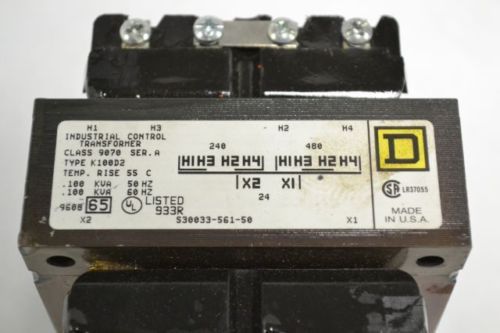 H1 H3 H2 H4
INDUSTRIAL CONTROL
TRANSFORMER
CLASS 9070 SER.A
TYPE K100D2
TEMP. RISE 55 C
.100 KVA 50 HZ
.100 KVA 60 HZ
9608 65 UL LISTED
933R
240 480
H1H3 H2H4 H1H3 H2H4
X2 X1
24
X2 S30033-561-50 X1
D
SA LR37055
MADE
IN U.S.A.